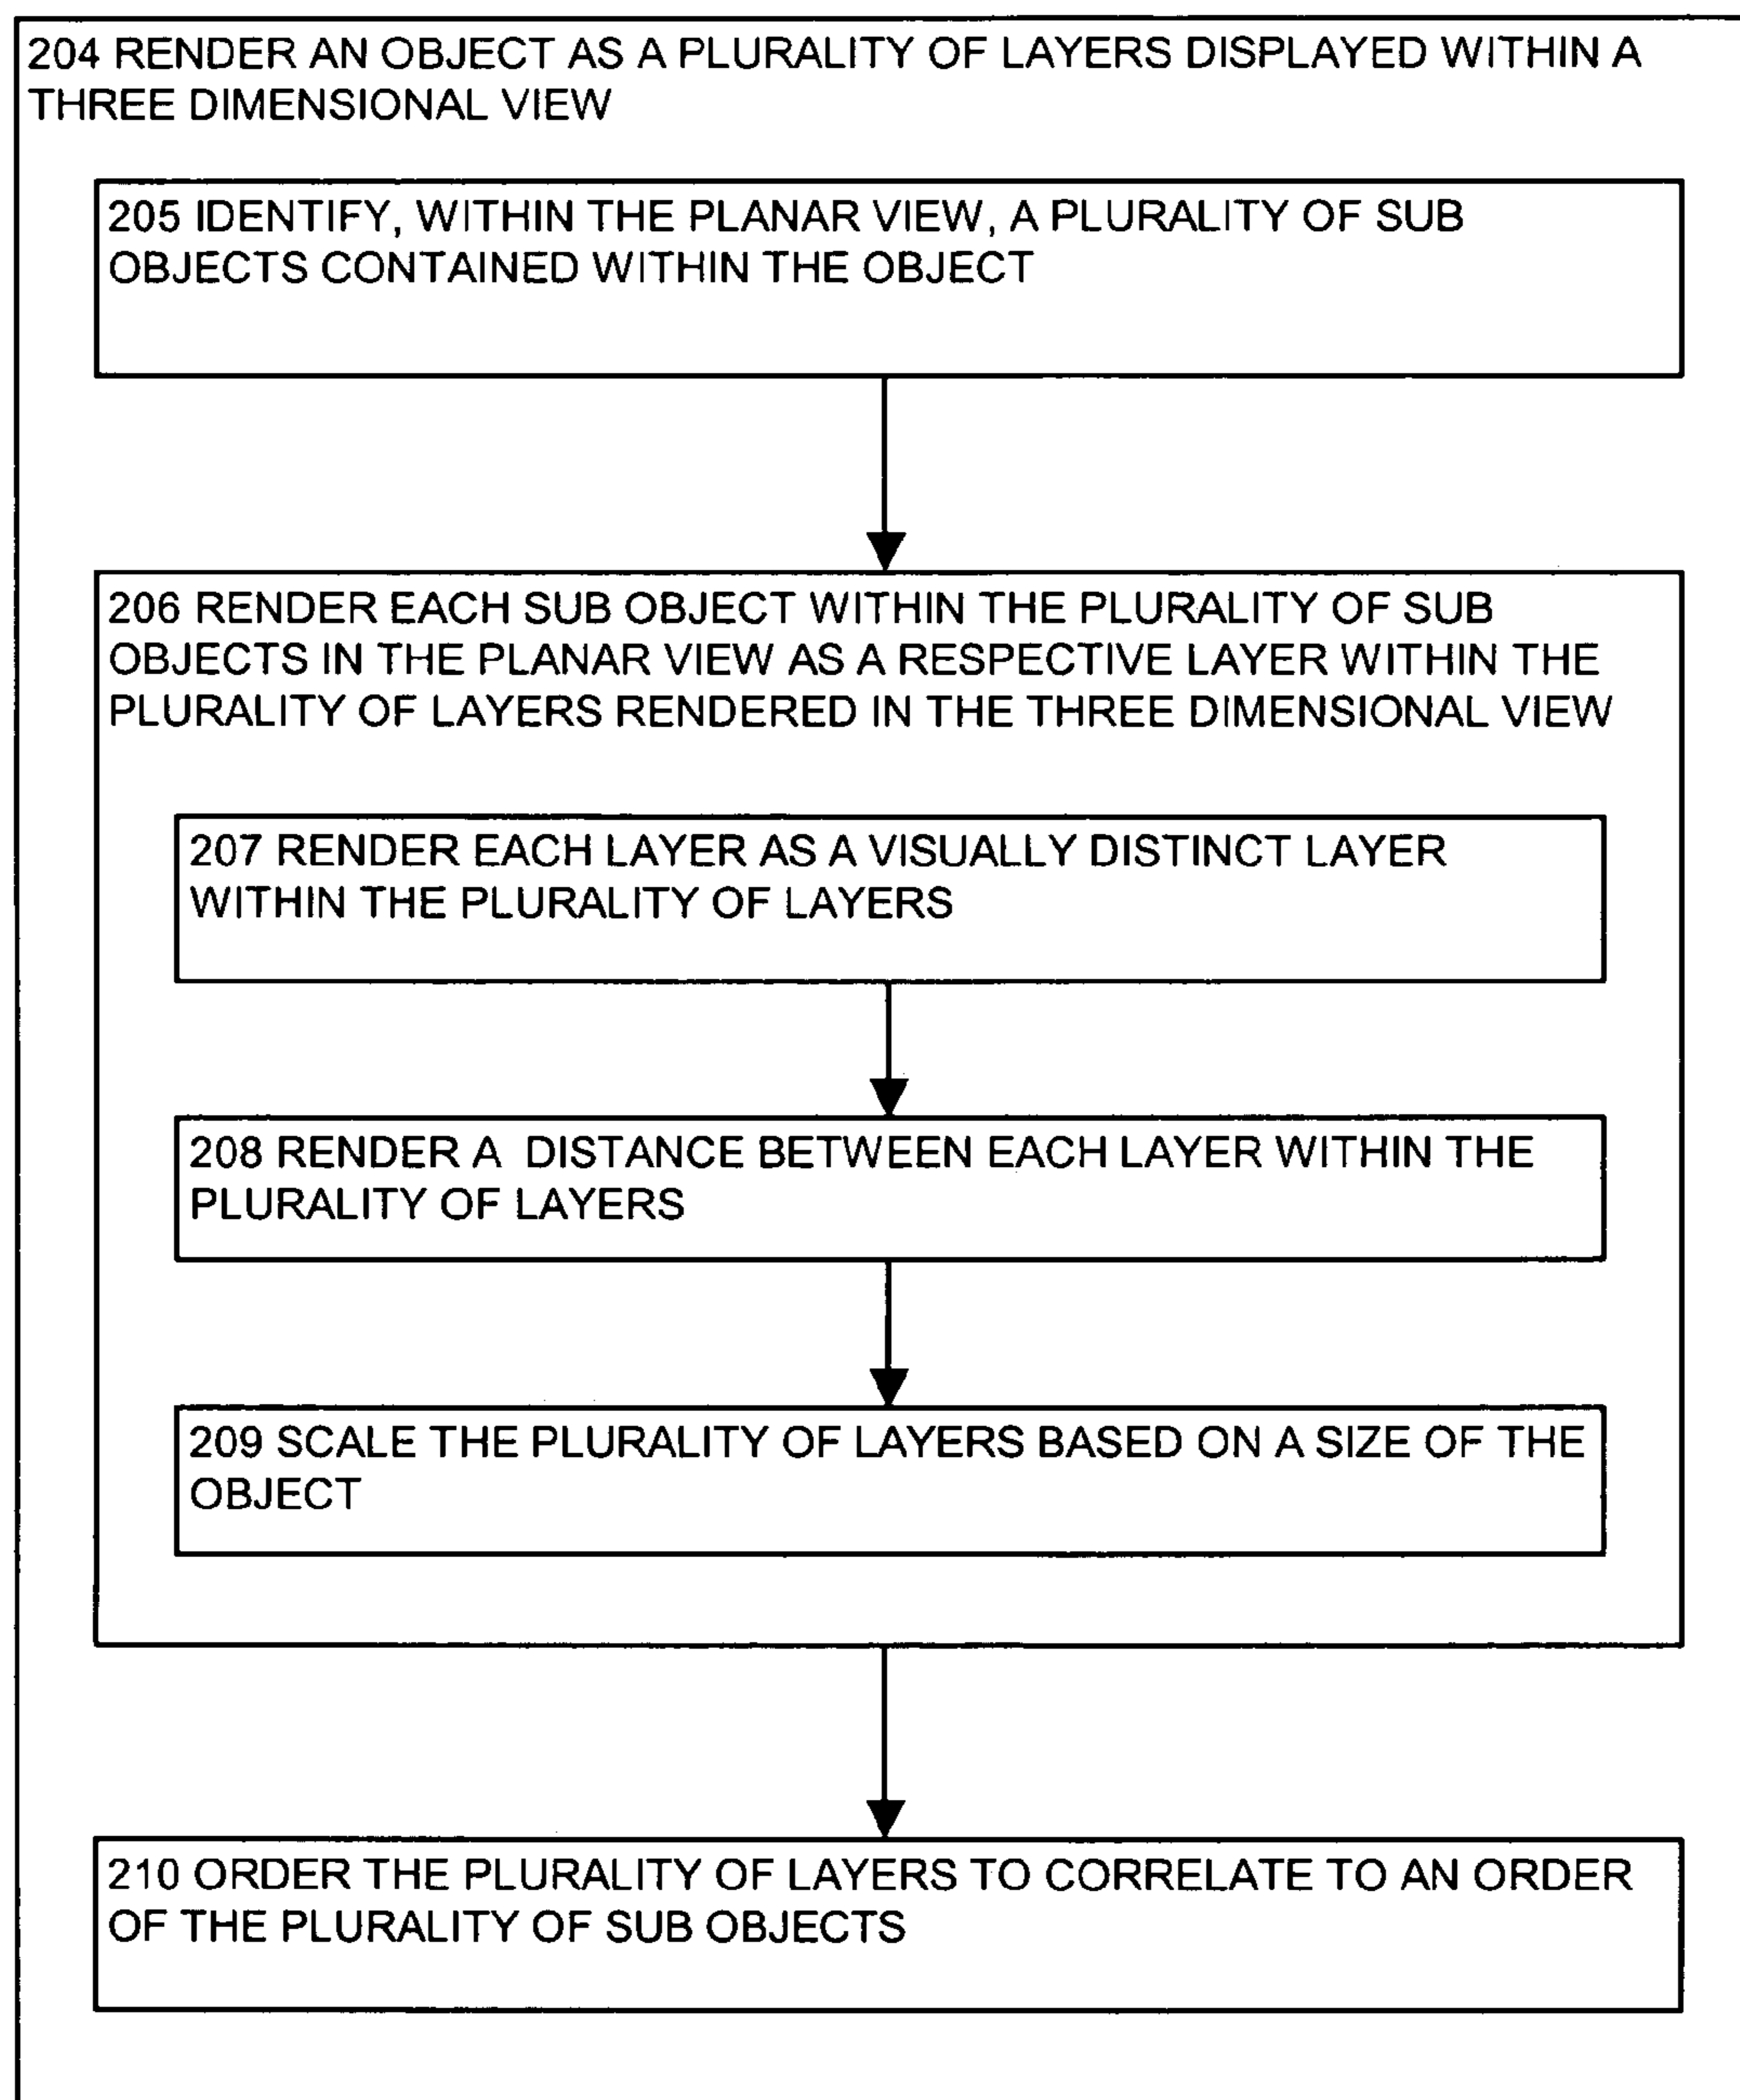 204 RENDER AN OBJECT AS A PLURALITY OF LAYERS DISPLAYED WITHIN A
THREE DIMENSIONAL VIEW
205 IDENTIFY, WITHIN THE PLANAR VIEW, A PLURALITY OF SUB
OBJECTS CONTAINED WITHIN THE OBJECT
206 RENDER EACH SUB OBJECT WITHIN THE PLURALITY OF SUB
OBJECTS IN THE PLANAR VIEW AS A RESPECTIVE LAYER WITHIN THE
PLURALITY OF LAYERS RENDERED IN THE THREE DIMENSIONAL VIEW
207 RENDER EACH LAYER AS A VISUALLY DISTINCT LAYER
WITHIN THE PLURALITY OF LAYERS
208 RENDER A DISTANCE BETWEEN EACH LAYER WITHIN THE
PLURALITY OF LAYERS
209 SCALE THE PLURALITY OF LAYERS BASED ON A SIZE OF THE
OBJECT
210 ORDER THE PLURALITY OF LAYERS TO CORRELATE TO AN ORDER
OF THE PLURALITY OF SUB OBJECTS